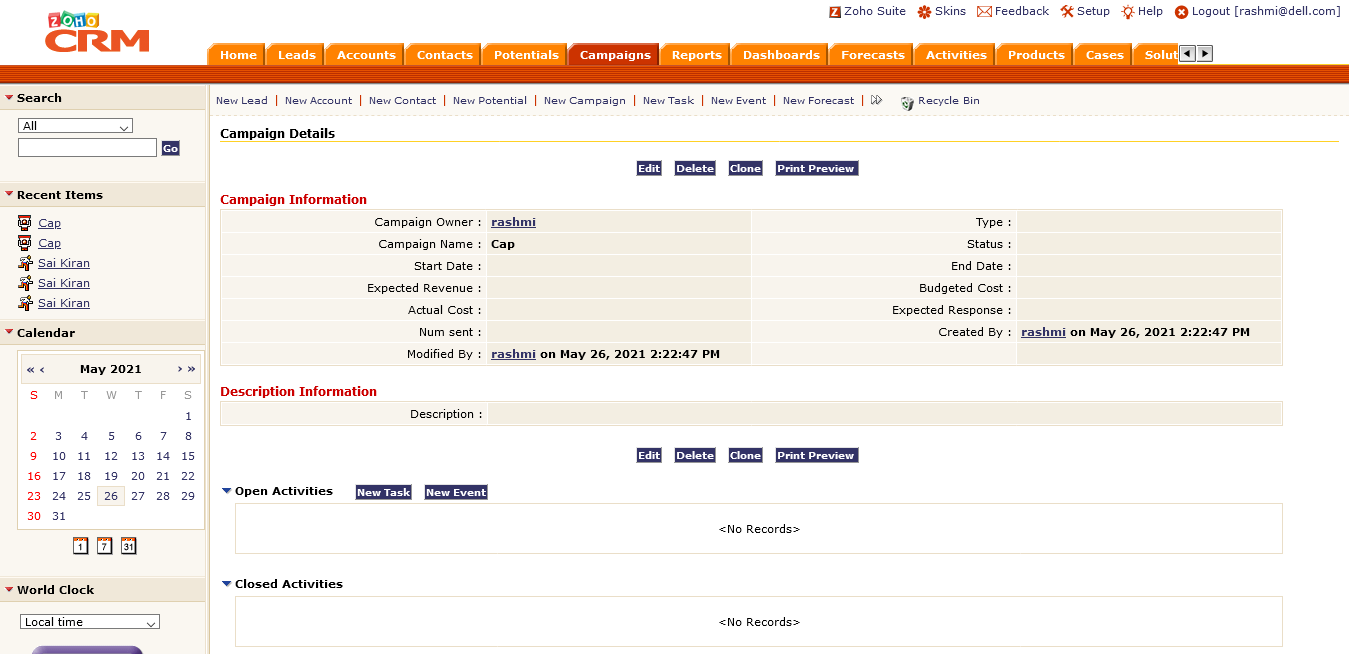 Zoho Suite Skins Feedback Setup Help Logout [rashmi@dell.com]
ZOHO
CRM
Home Leads Accounts Contacts Potentials Campaigns Reports Dashboards Forecasts Activities Products Cases Solut
Search
All
Go
Recent Items
Cap
Cap
Sai Kiran
Sai Kiran
Sai Kiran
Calendar
« ‹ May 2021 › »
S M T W T F S
1
2 3 4 5 6 7 8
9 10 11 12 13 14 15
16 17 18 19 20 21 22
23 24 25 26 27 28 29
30 31
1 7 31
World Clock
Local time
New Lead | New Account | New Contact | New Potential | New Campaign | New Task | New Event | New Forecast | Recycle Bin
Campaign Details
Edit Delete Clone Print Preview
Campaign Information
Campaign Owner : rashmi Type :
Campaign Name : Cap Status :
Start Date : End Date :
Expected Revenue : Budgeted Cost :
Actual Cost : Expected Response :
Num sent : Created By : rashmi on May 26, 2021 2:22:47 PM
Modified By : rashmi on May 26, 2021 2:22:47 PM
Description Information
Description :
Edit Delete Clone Print Preview
Open Activities New Task New Event
<No Records>
Closed Activities
<No Records>